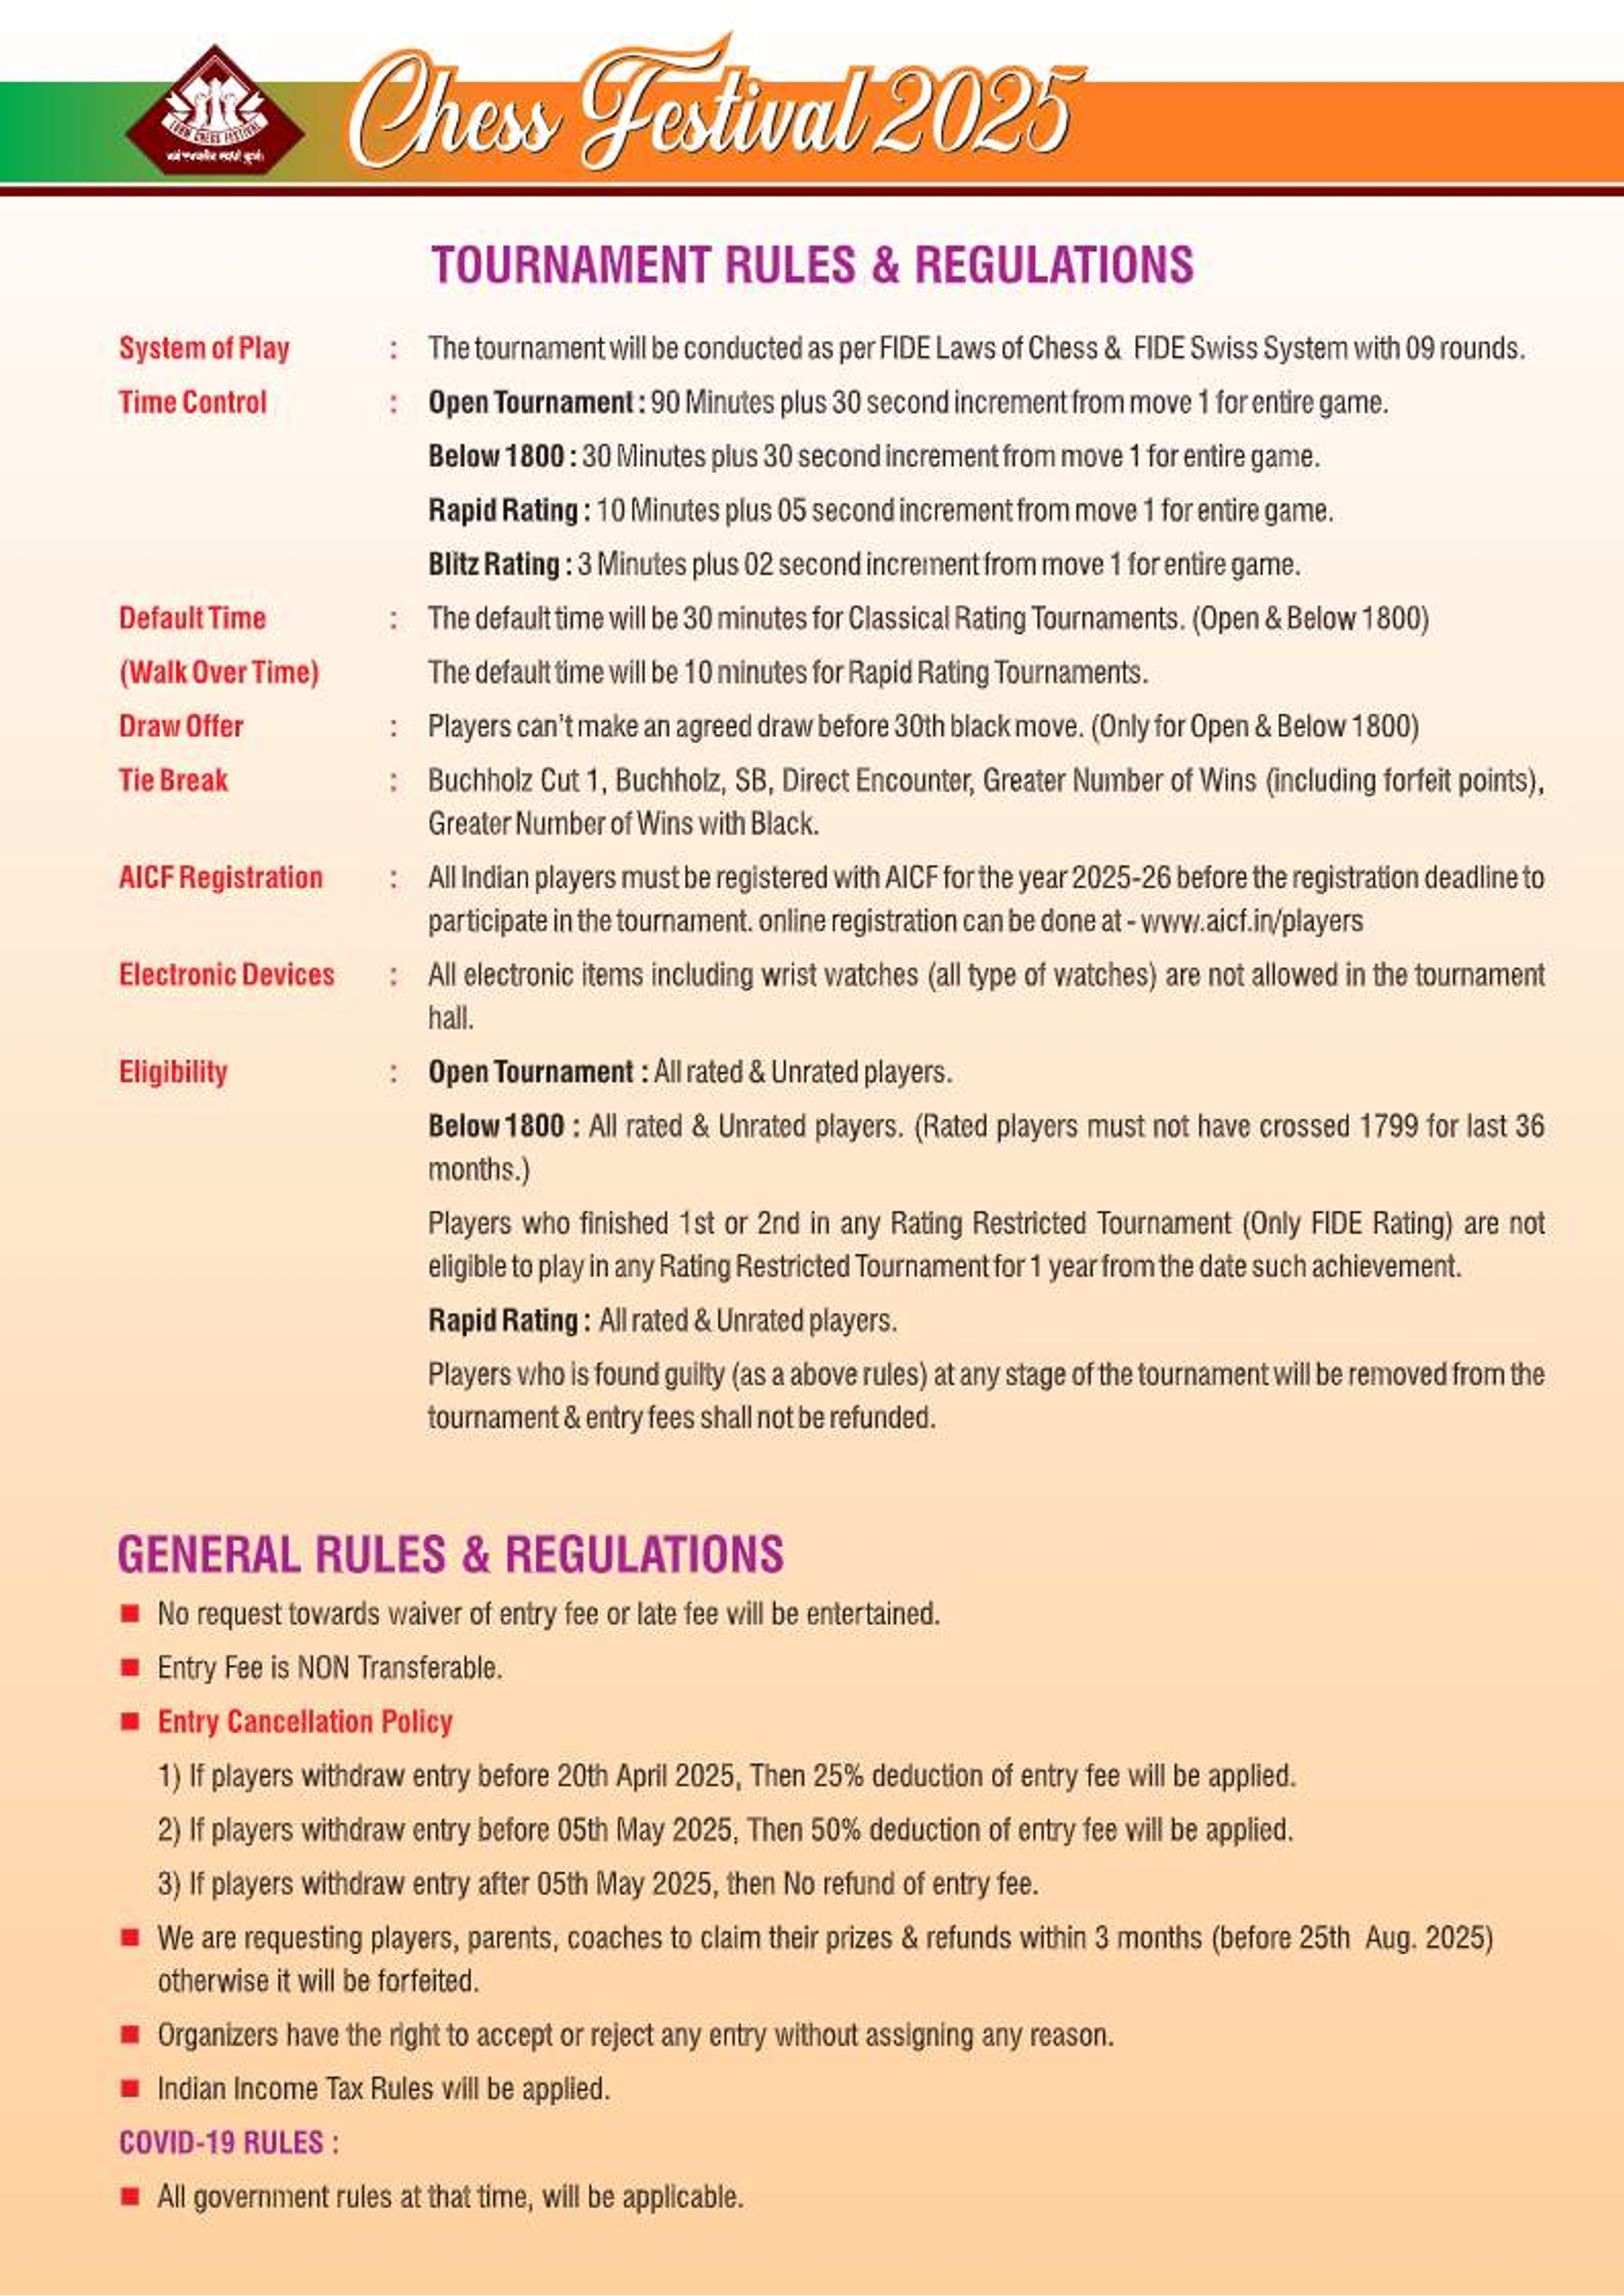 Chess Festival 2025
CHESS FESTIVAL
TOURNAMENT RULES & REGULATIONS
System of Play : The tournament will be conducted as per FIDE Laws of Chess & FIDE Swiss System with 09 rounds.
Time Control : Open Tournament : 90 Minutes plus 30 second increment from move 1 for entire game.
Below 1800 : 30 Minutes plus 30 second increment from move 1 for entire game.
Rapid Rating : 10 Minutes plus 05 second increment from move 1 for entire game.
Blitz Rating : 3 Minutes plus 02 second increment from move 1 for entire game.
Default Time : The default time will be 30 minutes for Classical Rating Tournaments. (Open & Below 1800)
(Walk Over Time) The default time will be 10 minutes for Rapid Rating Tournaments.
Draw Offer : Players can't make an agreed draw before 30th black move. (Only for Open & Below 1800)
Tie Break : Buchholz Cut 1, Buchholz, SB, Direct Encounter, Greater Number of Wins (including forfeit points),
Greater Number of Wins with Black.
AICF Registration : All Indian players must be registered with AICF for the year 2025-26 before the registration deadline to
participate in the tournament. online registration can be done at - www.aicf.in/players
Electronic Devices : All electronic items including wrist watches (all type of watches) are not allowed in the tournament
hall.
Eligibility : Open Tournament : All rated & Unrated players.
Below 1800 : All rated & Unrated players. (Rated players must not have crossed 1799 for last 36
months.)
Players who finished 1st or 2nd in any Rating Restricted Tournament (Only FIDE Rating) are not
eligible to play in any Rating Restricted Tournament for 1 year from the date such achievement.
Rapid Rating : All rated & Unrated players.
Players who is found guilty (as a above rules) at any stage of the tournament will be removed from the
tournament & entry fees shall not be refunded.
GENERAL RULES & REGULATIONS
No request towards waiver of entry fee or late fee will be entertained.
Entry Fee is NON Transferable.
Entry Cancellation Policy
1) If players withdraw entry before 20th April 2025, Then 25% deduction of entry fee will be applied.
2) If players withdraw entry before 05th May 2025, Then 50% deduction of entry fee will be applied.
3) If players withdraw entry after 05th May 2025, then No refund of entry fee.
We are requesting players, parents, coaches to claim their prizes & refunds within 3 months (before 25th Aug. 2025)
otherwise it will be forfeited.
Organizers have the right to accept or reject any entry without assigning any reason.
Indian Income Tax Rules will be applied.
COVID-19 RULES :
All government rules at that time, will be applicable.